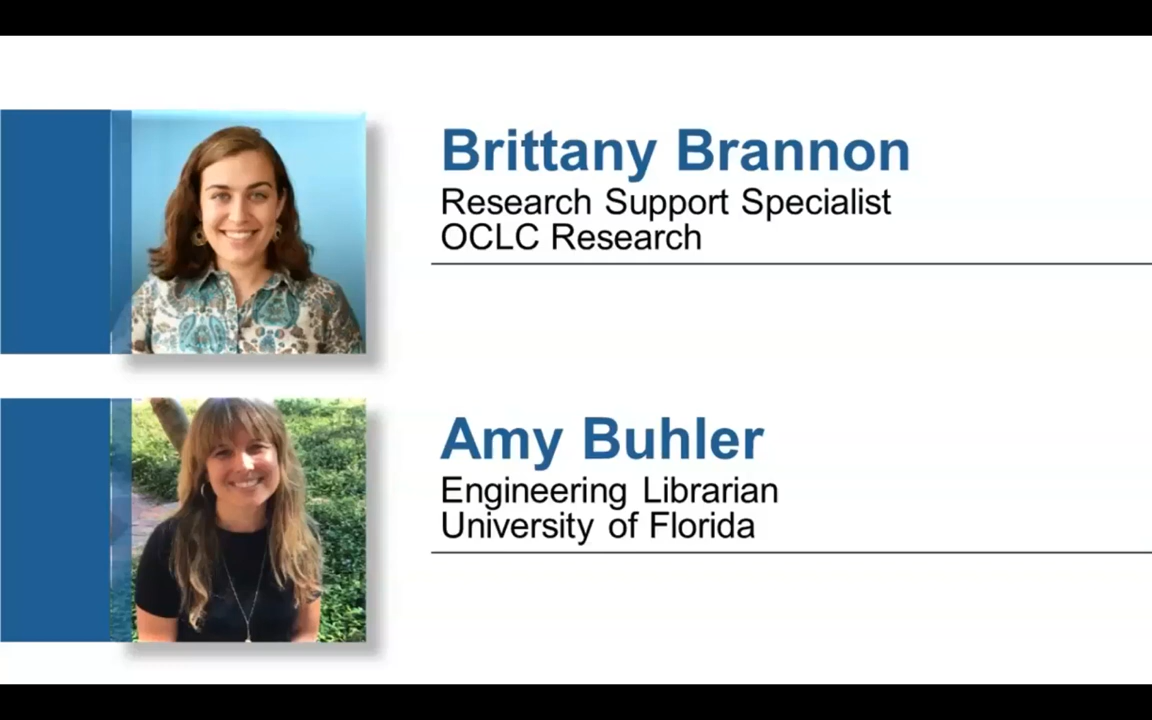 Brittany Brannon
Research Support Specialist
OCLC Research
Amy Buhler
Engineering Librarian
University of Florida